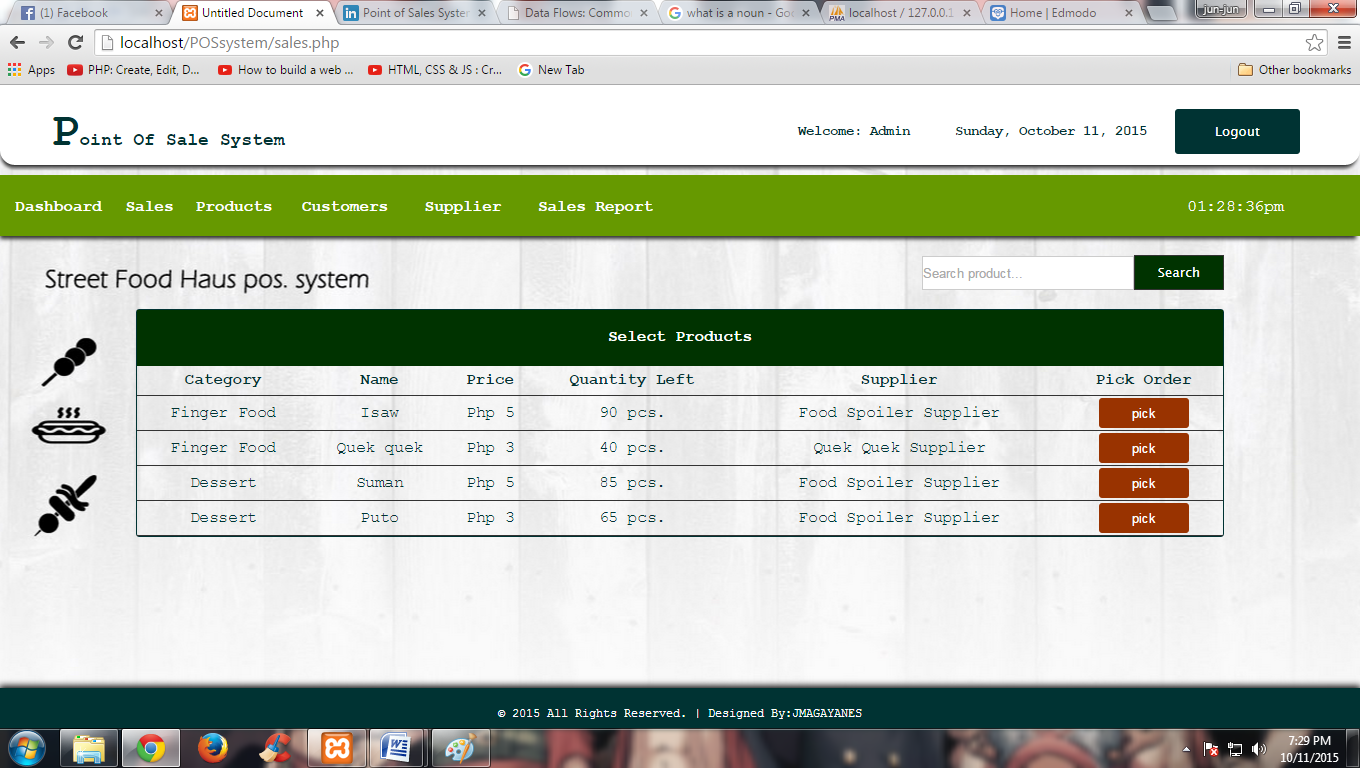 (1) Facebook Untitled Document Point of Sales System Data Flows: Commo what is a noun - Goo localhost / 127.0.0.1 Home | Edmodo jun-jun
localhost/POSsystem/sales.php
Apps PHP: Create, Edit, D... How to build a web ... HTML, CSS & JS : Cr... New Tab Other bookmarks
Point Of Sale System Welcome: Admin Sunday, October 11, 2015 Logout
Dashboard Sales Products Customers Supplier Sales Report 01:28:36pm
Street Food Haus pos. system Search product... Search
Select Products
Category Name Price Quantity Left Supplier Pick Order
Finger Food Isaw Php 5 90 pcs. Food Spoiler Supplier pick
Finger Food Quek quek Php 3 40 pcs. Quek Quek Supplier pick
Dessert Suman Php 5 85 pcs. Food Spoiler Supplier pick
Dessert Puto Php 3 65 pcs. Food Spoiler Supplier pick
© 2015 All Rights Reserved. | Designed By:JMAGAYANES
7:29 PM
10/11/2015